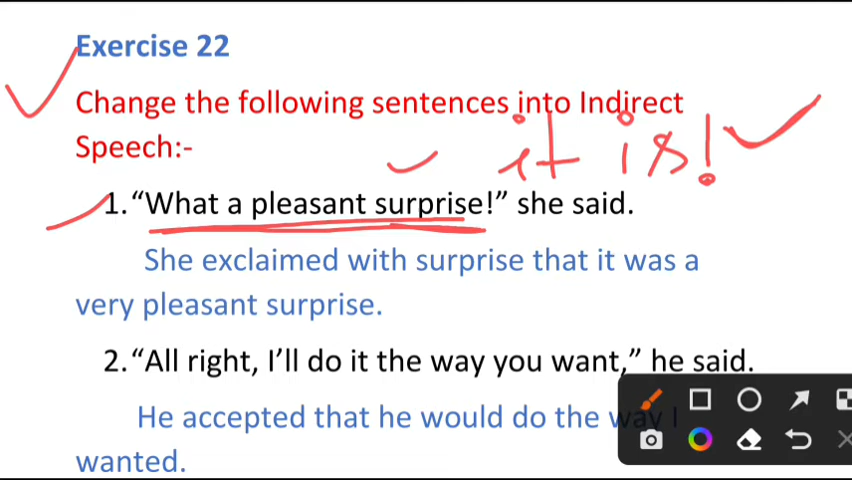 Exercise 22
Change the following sentences into Indirect
Speech:-
it is!
1. “What a pleasant surprise!” she said.
She exclaimed with surprise that it was a
very pleasant surprise.
2. “All right, I’ll do it the way you want,” he said.
He accepted that he would do the way I
wanted.